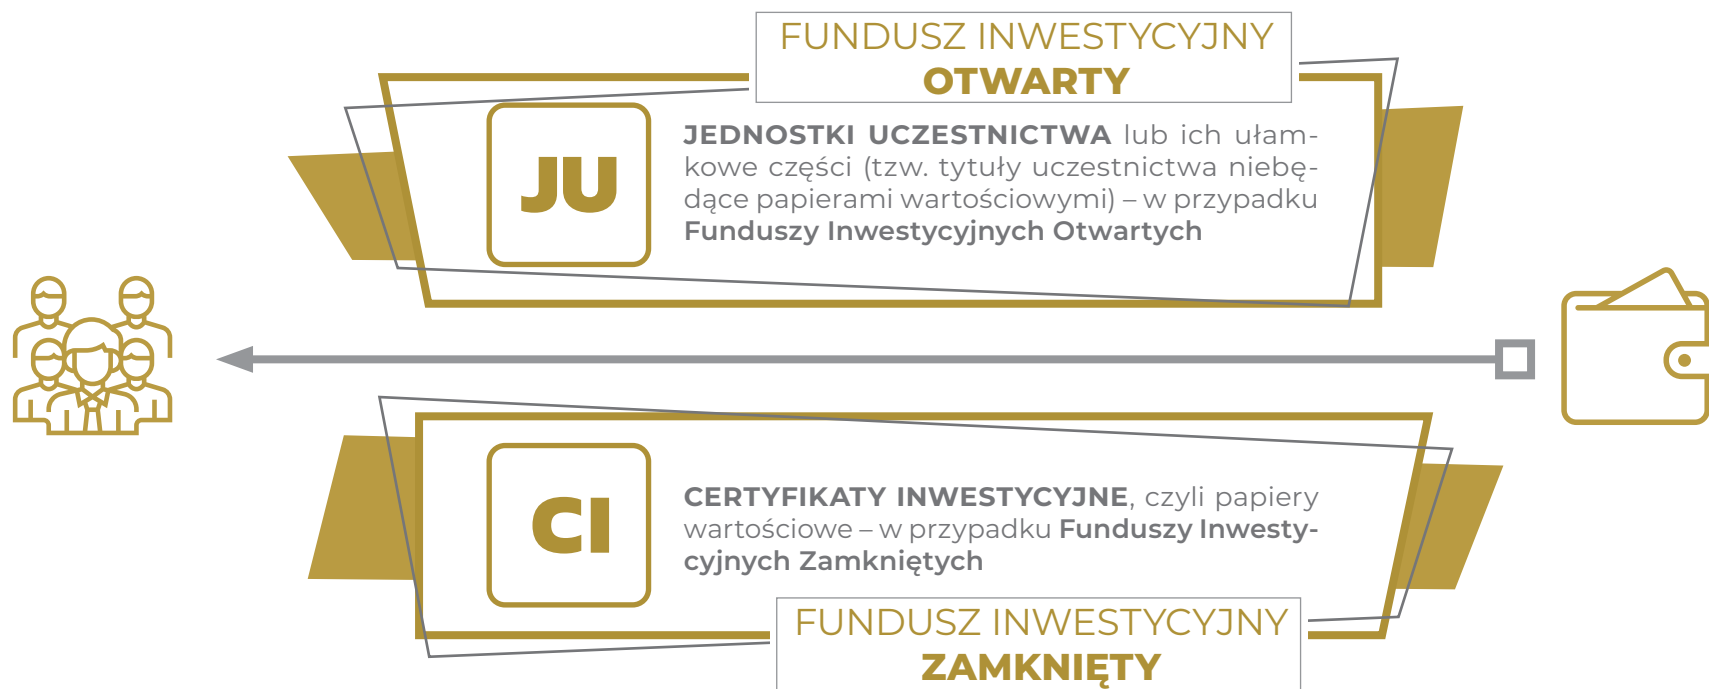 FUNDUSZ INWESTYCYJNY
OTWARTY
JU
JEDNOSTKI UCZESTNICTWA lub ich ułam-
kowe części (tzw. tytuły uczestnictwa niebę-
dące papierami wartościowymi) – w przypadku
Funduszy Inwestycyjnych Otwartych
CI
CERTYFIKATY INWESTYCYJNE, czyli papiery
wartościowe – w przypadku Funduszy Inwesty-
cyjnych Zamkniętych
FUNDUSZ INWESTYCYJNY
ZAMKNIĘTY